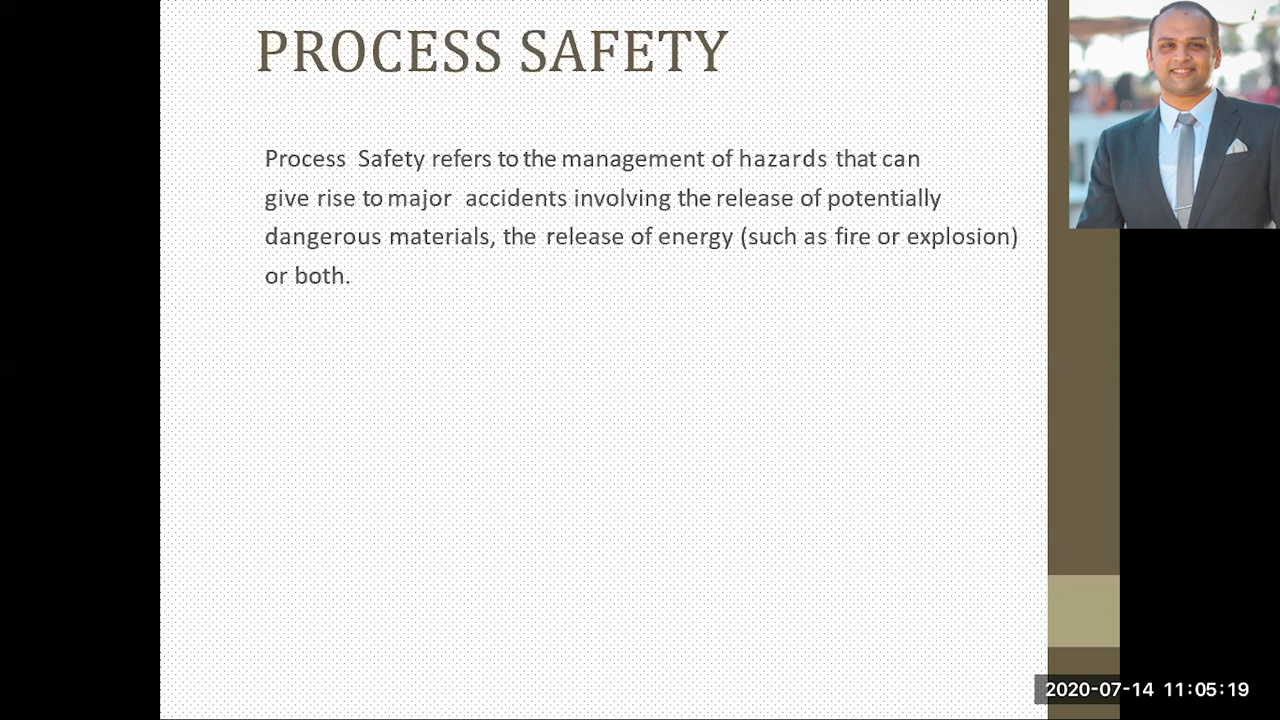 PROCESS SAFETY
Process Safety refers to the management of hazards that can
give rise to major accidents involving the release of potentially
dangerous materials, the release of energy (such as fire or explosion)
or both.
2020-07-14 11:05:19